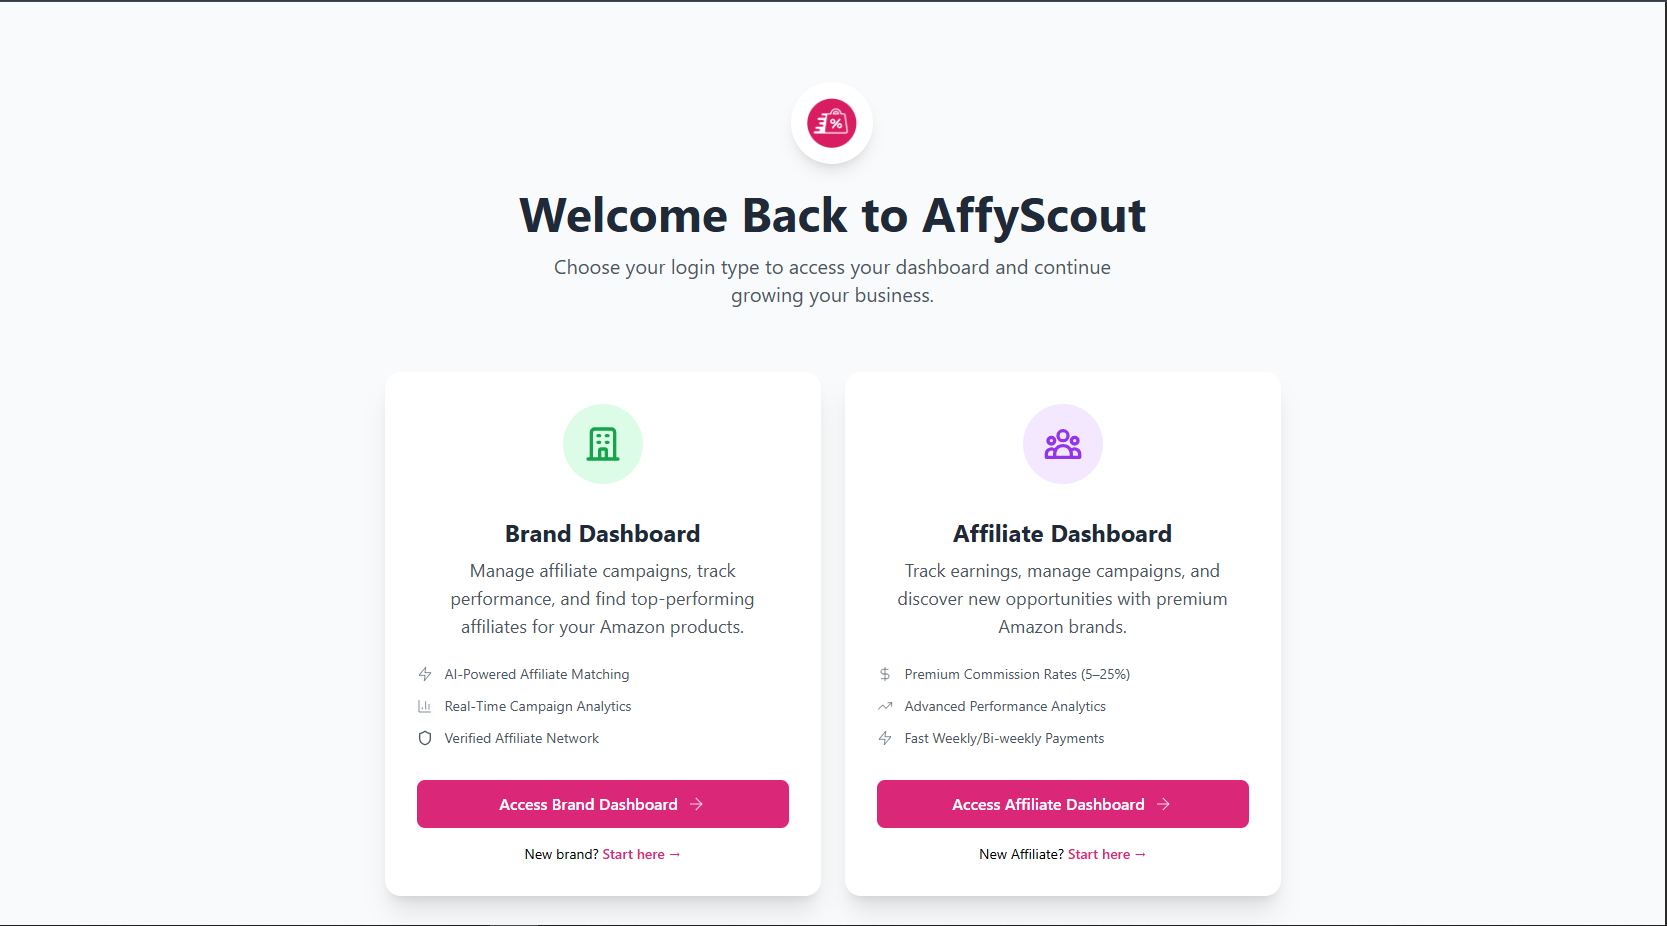 %
Welcome Back to AffyScout
Choose your login type to access your dashboard and continue
growing your business.
Brand Dashboard
Manage affiliate campaigns, track
performance, and find top-performing
affiliates for your Amazon products.
AI-Powered Affiliate Matching
Real-Time Campaign Analytics
Verified Affiliate Network
Access Brand Dashboard →
New brand? Start here →
Affiliate Dashboard
Track earnings, manage campaigns, and
discover new opportunities with premium
Amazon brands.
$ Premium Commission Rates (5–25%)
Advanced Performance Analytics
Fast Weekly/Bi-weekly Payments
Access Affiliate Dashboard →
New Affiliate? Start here →